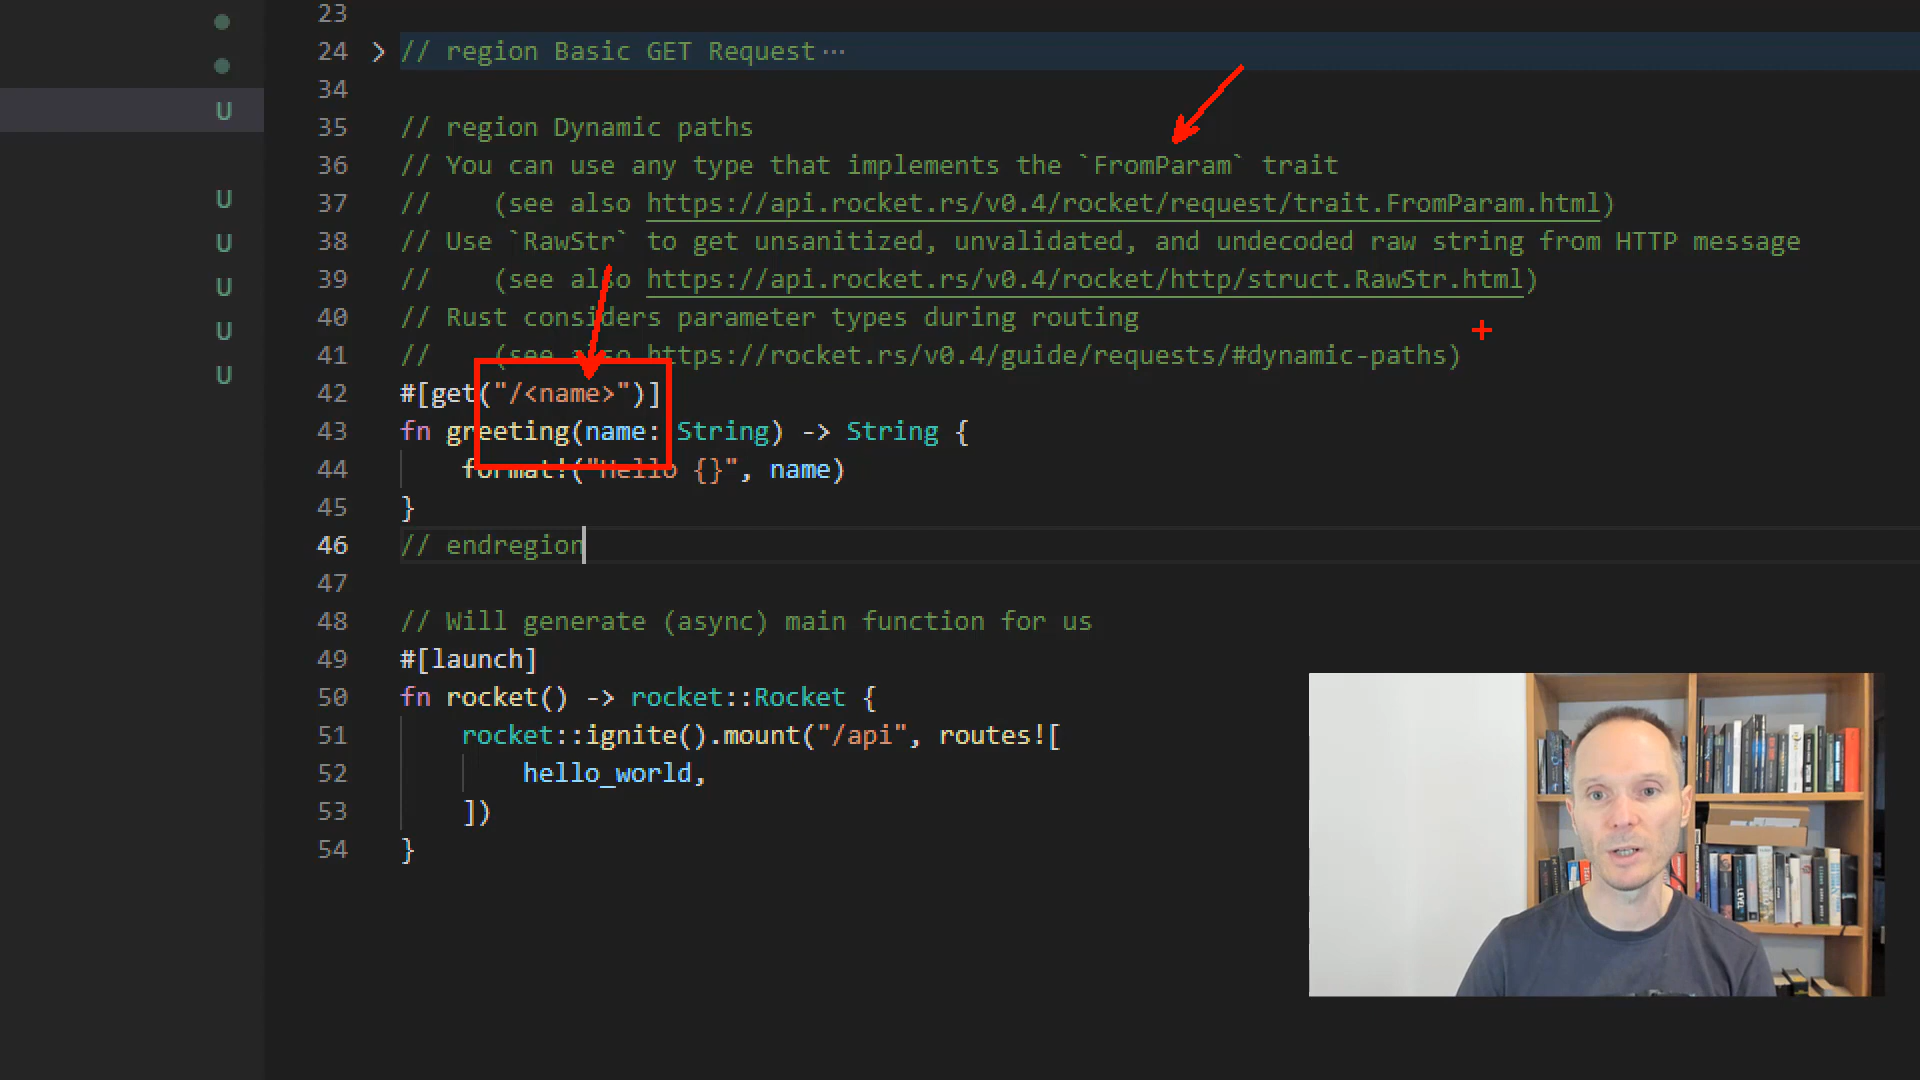 23
24 > // region Basic GET Request ···
34
35 // region Dynamic paths
36 // You can use any type that implements the `FromParam` trait
37 //    (see also https://api.rocket.rs/v0.4/rocket/request/trait.FromParam.html)
38 // Use `RawStr` to get unsanitized, unvalidated, and undecoded raw string from HTTP message
39 //    (see also https://api.rocket.rs/v0.4/rocket/http/struct.RawStr.html)
40 // Rust considers parameter types during routing
41 //    (see also https://rocket.rs/v0.4/guide/requests/#dynamic-paths)
42 #[get("/<name>")]
43 fn greeting(name: String) -> String {
44     format!("Hello {}", name)
45 }
46 // endregion
47
48 // Will generate (async) main function for us
49 #[launch]
50 fn rocket() -> rocket::Rocket {
51     rocket::ignite().mount("/api", routes![
52         hello_world,
53     ])
54 }
U
U
U
U
U
U